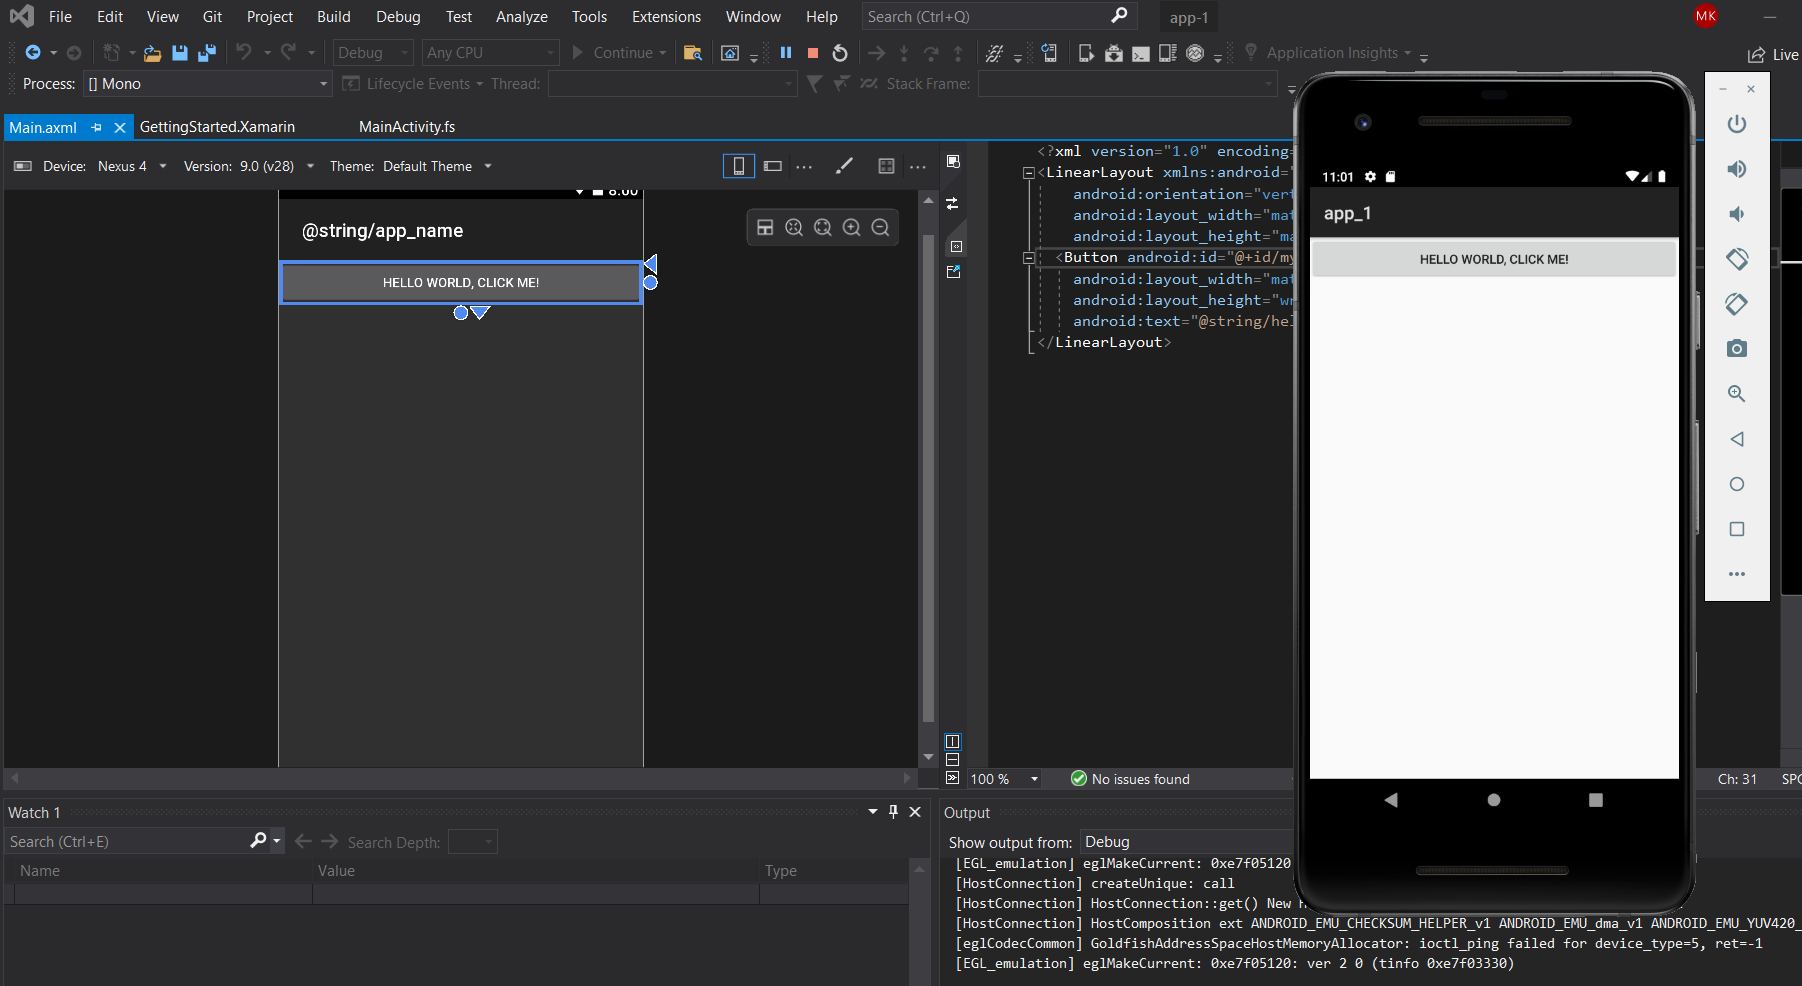 File Edit View Git Project Build Debug Test Analyze Tools Extensions Window Help Search (Ctrl+Q) app-1 MK
Debug Any CPU Continue Application Insights Live
Process: [] Mono Lifecycle Events Thread: Stack Frame:
Main.axml GettingStarted.Xamarin MainActivity.fs
Device: Nexus 4 Version: 9.0 (v28) Theme: Default Theme
8:00
@string/app_name
HELLO WORLD, CLICK ME!
<?xml version="1.0" encoding=
<LinearLayout xmlns:android="
android:orientation="vert
android:layout_width="mat
android:layout_height="ma
<Button android:id="@+id/my
android:layout_width="mat
android:layout_height="wr
android:text="@string/hel
</LinearLayout>
11:01
app_1
HELLO WORLD, CLICK ME!
100 % No issues found Ch: 31 SPC
Watch 1
Search (Ctrl+E) Search Depth:
Name Value Type
Output
Show output from: Debug
[EGL_emulation] eglMakeCurrent: 0xe7f05120
[HostConnection] createUnique: call
[HostConnection] HostConnection::get() New
[HostConnection] HostComposition ext ANDROID_EMU_CHECKSUM_HELPER_v1 ANDROID_EMU_dma_v1 ANDROID_EMU_YUV420_
[eglCodecCommon] GoldfishAddressSpaceHostMemoryAllocator: ioctl_ping failed for device_type=5, ret=-1
[EGL_emulation] eglMakeCurrent: 0xe7f05120: ver 2 0 (tinfo 0xe7f03330)